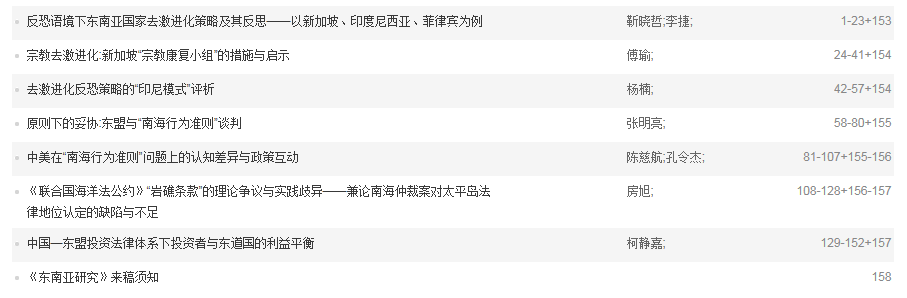 反恐语境下东南亚国家去激进化策略及其反思——以新加坡、印度尼西亚、菲律宾为例 靳晓哲;李捷; 1-23+153
宗教去激进化:新加坡“宗教康复小组”的措施与启示 傅瑜; 24-41+154
去激进化反恐策略的“印尼模式”评析 杨楠; 42-57+154
原则下的妥协:东盟与“南海行为准则”谈判 张明亮; 58-80+155
中美在“南海行为准则”问题上的认知差异与政策互动 陈慈航;孔令杰; 81-107+155-156
《联合国海洋法公约》“岩礁条款”的理论争议与实践歧异——兼论南海仲裁案对太平岛法 房旭; 108-128+156-157
律地位认定的缺陷与不足
中国—东盟投资法律体系下投资者与东道国的利益平衡 柯静嘉; 129-152+157
《东南亚研究》来稿须知 158